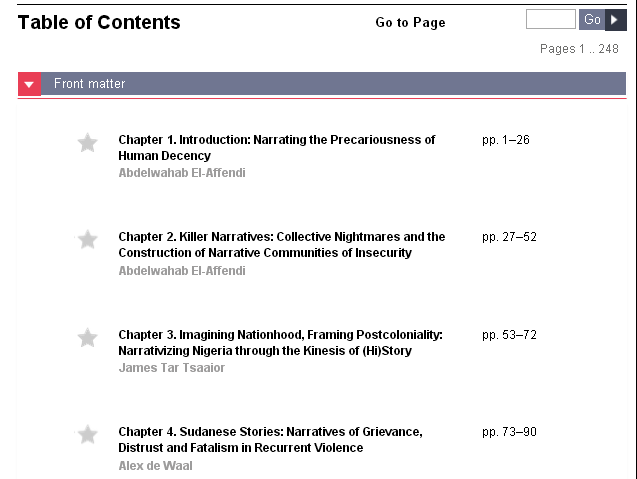 Table of Contents
Go to Page
Go
Pages 1 .. 248
Front matter
Chapter 1. Introduction: Narrating the Precariousness of
Human Decency
pp. 1–26
Abdelwahab El-Affendi
Chapter 2. Killer Narratives: Collective Nightmares and the
Construction of Narrative Communities of Insecurity
pp. 27–52
Abdelwahab El-Affendi
Chapter 3. Imagining Nationhood, Framing Postcoloniality:
Narrativizing Nigeria through the Kinesis of (Hi)Story
pp. 53–72
James Tar Tsaaior
Chapter 4. Sudanese Stories: Narratives of Grievance,
Distrust and Fatalism in Recurrent Violence
pp. 73–90
Alex de Waal